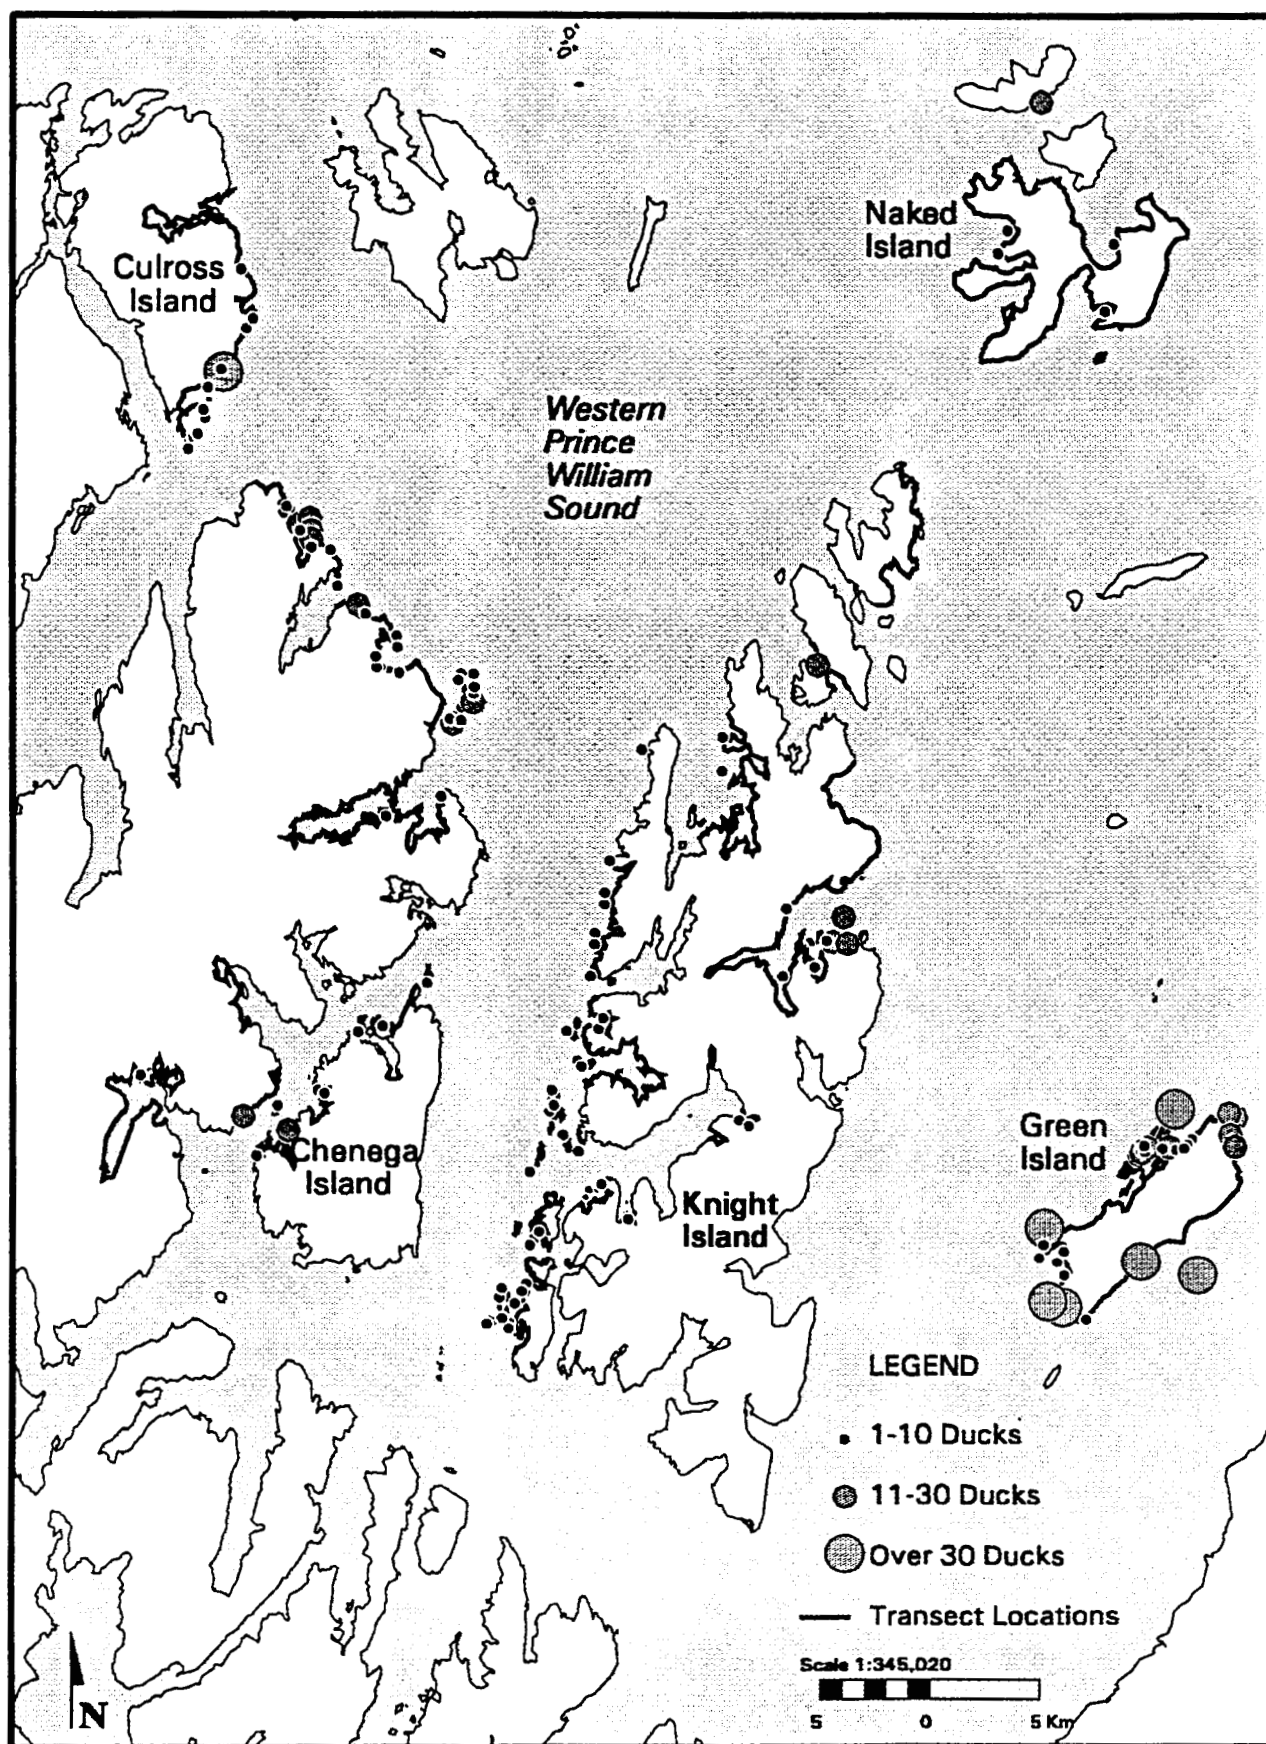 Naked
Island
Culross
Island
Western
Prince
William
Sound
Green
Island
Chenega
Island
Knight
Island
LEGEND
1-10 Ducks
11-30 Ducks
Over 30 Ducks
Transect Locations
Scale 1:345,020
5 0 5 Km
N